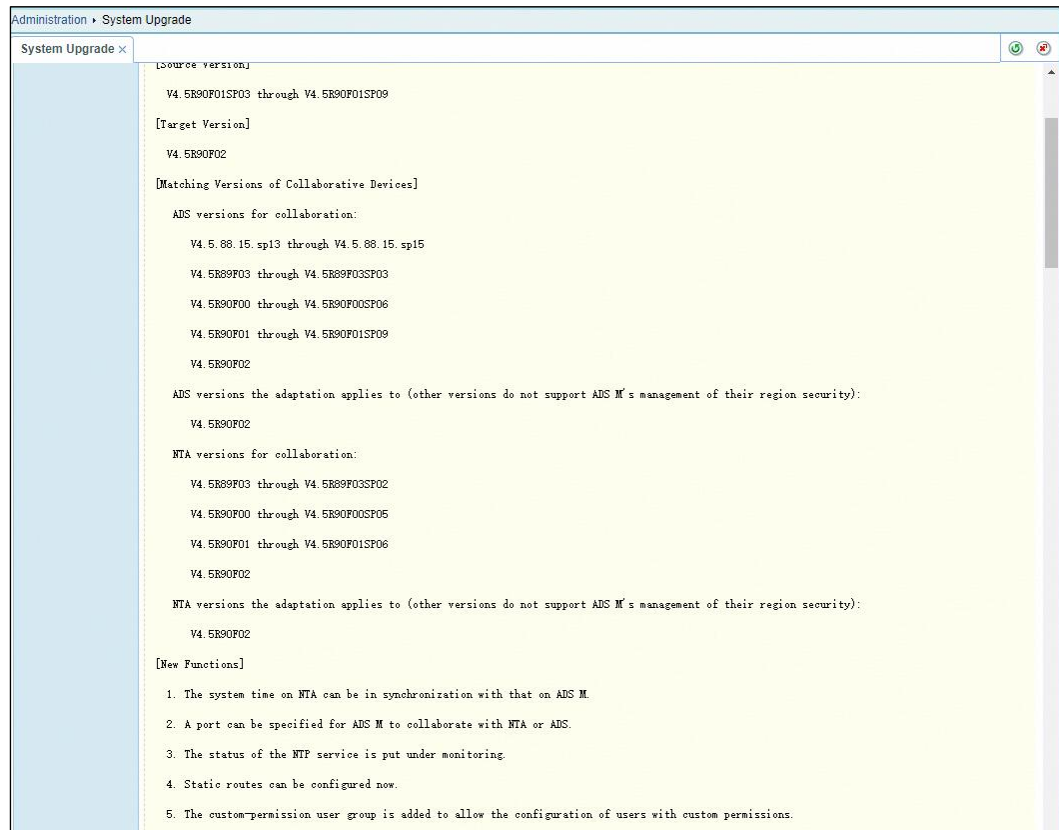 Administration › System Upgrade
System Upgrade ×
[Source Version]
V4.5R90F01SP03 through V4.5R90F01SP09
[Target Version]
V4.5R90F02
[Matching Versions of Collaborative Devices]
ADS versions for collaboration:
V4.5.88.15.sp13 through V4.5.88.15.sp15
V4.5R89F03 through V4.5R89F03SP03
V4.5R90F00 through V4.5R90F00SP06
V4.5R90F01 through V4.5R90F01SP09
V4.5R90F02
ADS versions the adaptation applies to (other versions do not support ADS M's management of their region security):
V4.5R90F02
NTA versions for collaboration:
V4.5R89F03 through V4.5R89F03SP02
V4.5R90F00 through V4.5R90F00SP05
V4.5R90F01 through V4.5R90F01SP06
V4.5R90F02
NTA versions the adaptation applies to (other versions do not support ADS M's management of their region security):
V4.5R90F02
[New Functions]
1. The system time on NTA can be in synchronization with that on ADS M.
2. A port can be specified for ADS M to collaborate with NTA or ADS.
3. The status of the NTP service is put under monitoring.
4. Static routes can be configured now.
5. The custom-permission user group is added to allow the configuration of users with custom permissions.